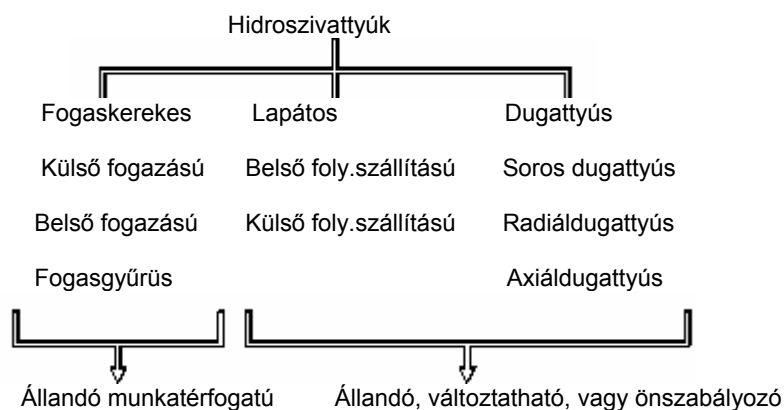 Hidroszivattyúk
Fogaskerekes Lapátos Dugattyús
Külső fogazású Belső foly.szállítású Soros dugattyús
Belső fogazású Külső foly.szállítású Radiáldugattyús
Fogasgyűrüs Axiáldugattyús
Állandó munkatérfogatú Állandó, változtatható, vagy önszabályozó